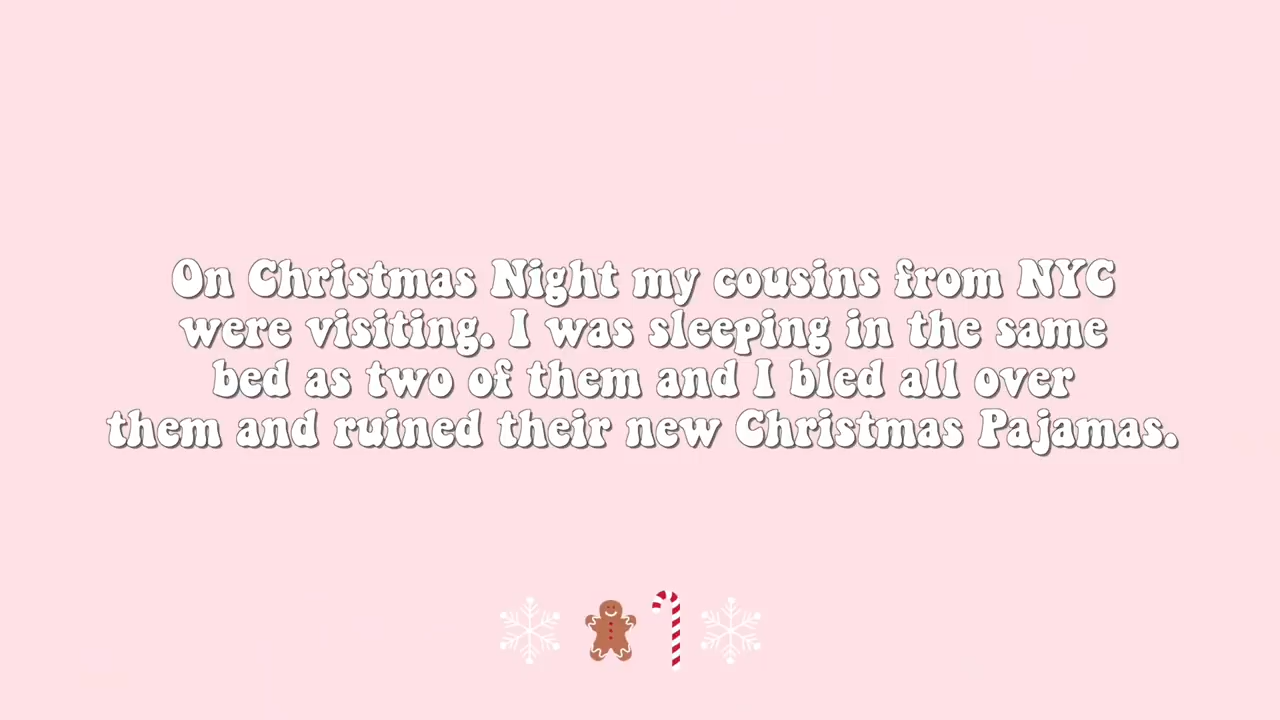 On Christmas Night my cousins from NYC
were visiting. I was sleeping in the same
bed as two of them and I bled all over
them and ruined their new Christmas Pajamas.